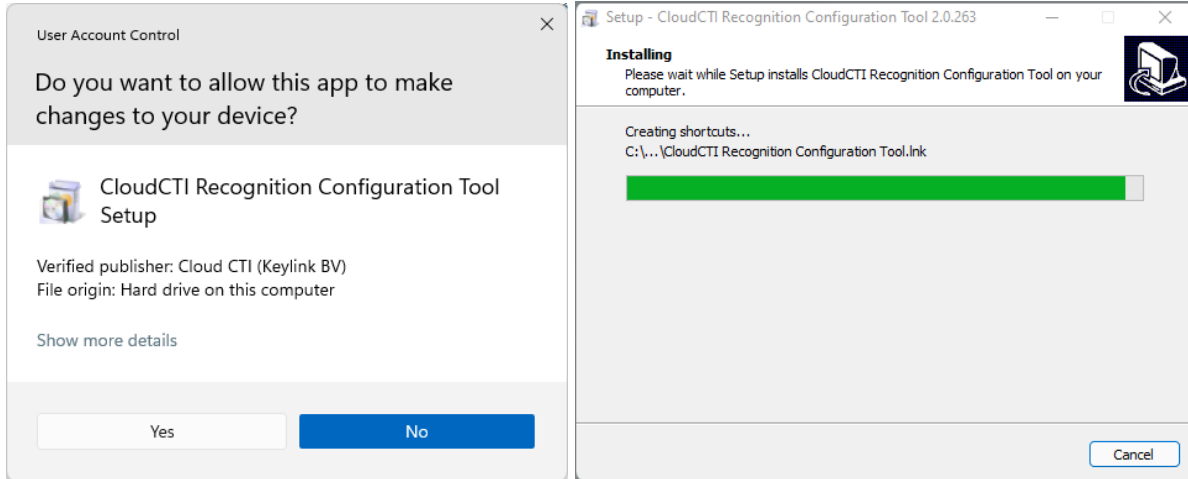 User Account Control
Do you want to allow this app to make
changes to your device?
CloudCTI Recognition Configuration Tool
Setup
Verified publisher: Cloud CTI (Keylink BV)
File origin: Hard drive on this computer
Show more details
Yes
No
Setup - CloudCTI Recognition Configuration Tool 2.0.263
Installing
Please wait while Setup installs CloudCTI Recognition Configuration Tool on your
computer.
Creating shortcuts...
C:\...\CloudCTI Recognition Configuration Tool.lnk
Cancel